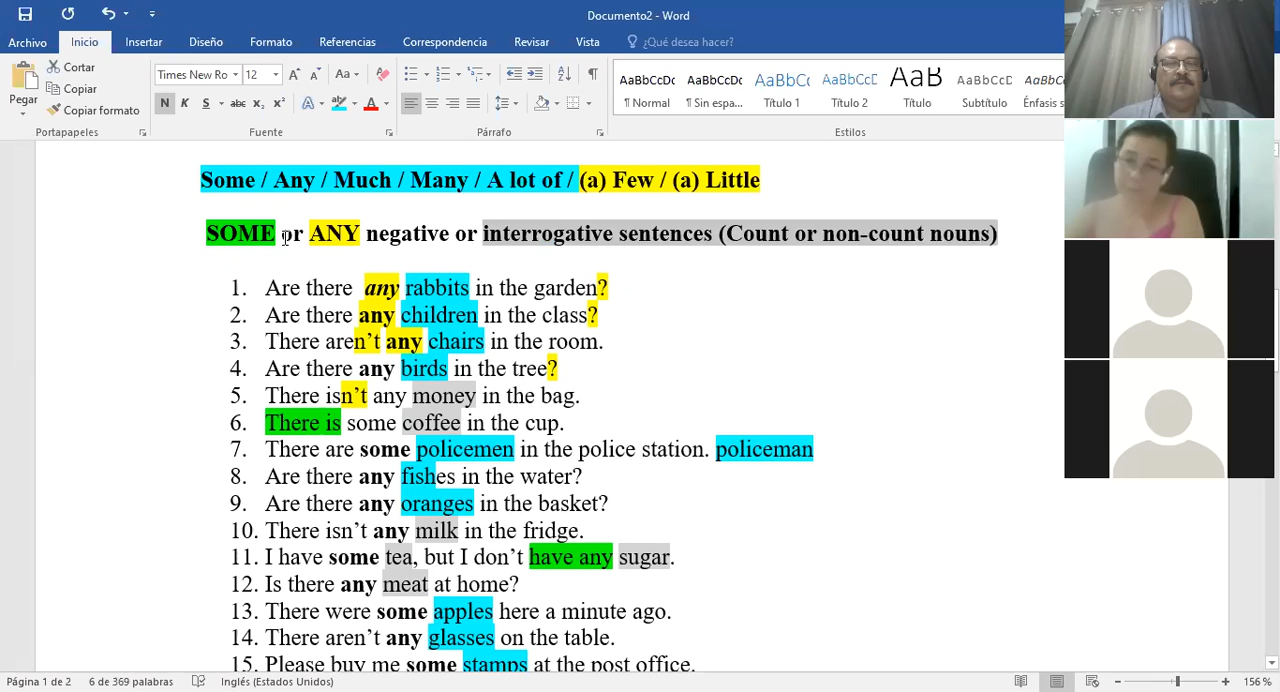 Documento2 - Word
Archivo Inicio Insertar Diseño Formato Referencias Correspondencia Revisar Vista ¿Qué desea hacer?
Pegar
Cortar
Copiar
Copiar formato
Portapapeles
Times New Ro 12
N K S abc x₂ x²
Fuente
Párrafo
AaBbCcDc ¶ Normal
AaBbCcDc ¶ Sin espa...
AaBbCcDc Título 1
AaBbCcD Título 2
AaB Título
AaBbCcD Subtítulo
AaBbCcDc Énfasis s
Estilos
Some / Any / Much / Many / A lot of / (a) Few / (a) Little
SOME or ANY negative or interrogative sentences (Count or non-count nouns)
1. Are there any rabbits in the garden?
2. Are there any children in the class?
3. There aren’t any chairs in the room.
4. Are there any birds in the tree?
5. There isn’t any money in the bag.
6. There is some coffee in the cup.
7. There are some policemen in the police station. policeman
8. Are there any fishes in the water?
9. Are there any oranges in the basket?
10. There isn’t any milk in the fridge.
11. I have some tea, but I don’t have any sugar.
12. Is there any meat at home?
13. There were some apples here a minute ago.
14. There aren’t any glasses on the table.
15. Please buy me some stamps at the post office.
Página 1 de 2 6 de 369 palabras Inglés (Estados Unidos) 156 %